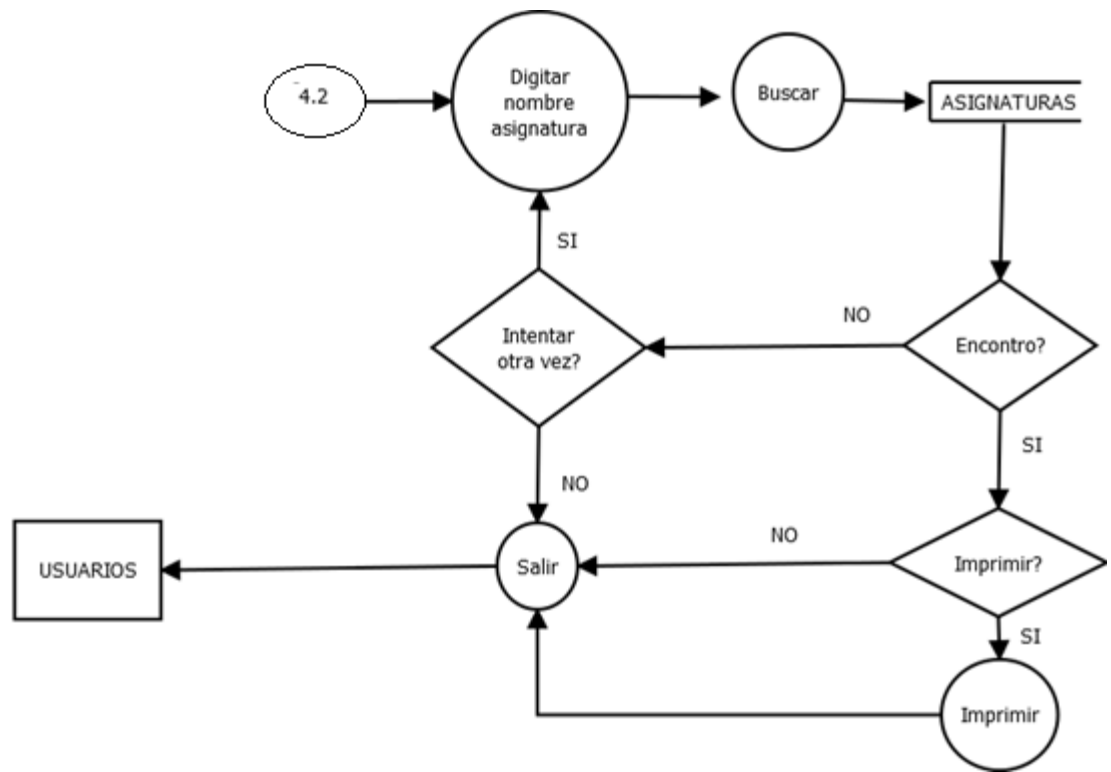 4.2
Digitar
nombre
asignatura
Buscar
ASIGNATURAS
SI
Intentar
otra vez?
NO
Encontro?
SI
NO
Imprimir?
NO
Salir
USUARIOS
SI
Imprimir